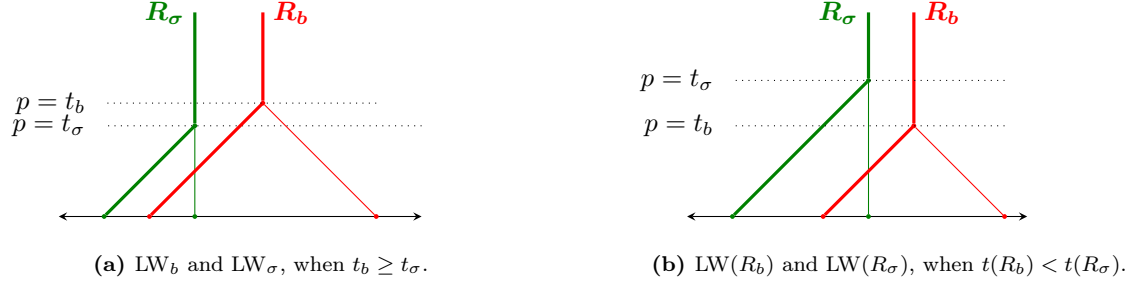 R_σ R_b
p = t_b
p = t_σ
(a) LW_b and LW_σ, when t_b ≥ t_σ.
R_σ R_b
p = t_σ
p = t_b
(b) LW(R_b) and LW(R_σ), when t(R_b) < t(R_σ).